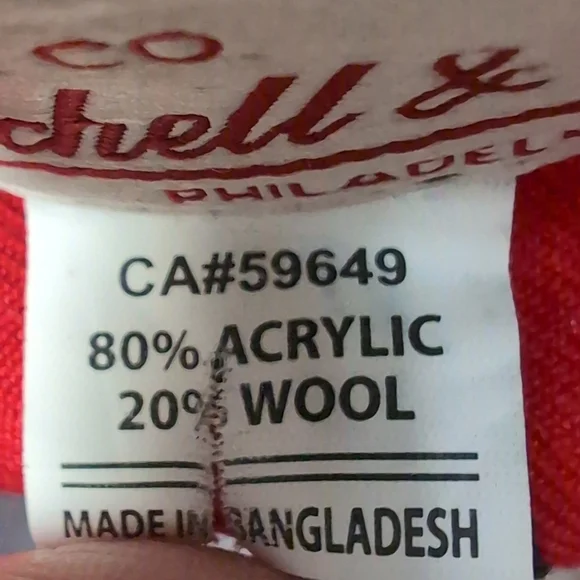 CO
chell &
PHILADEL
CA#59649
80% ACRYLIC
20% WOOL
MADE IN BANGLADESH